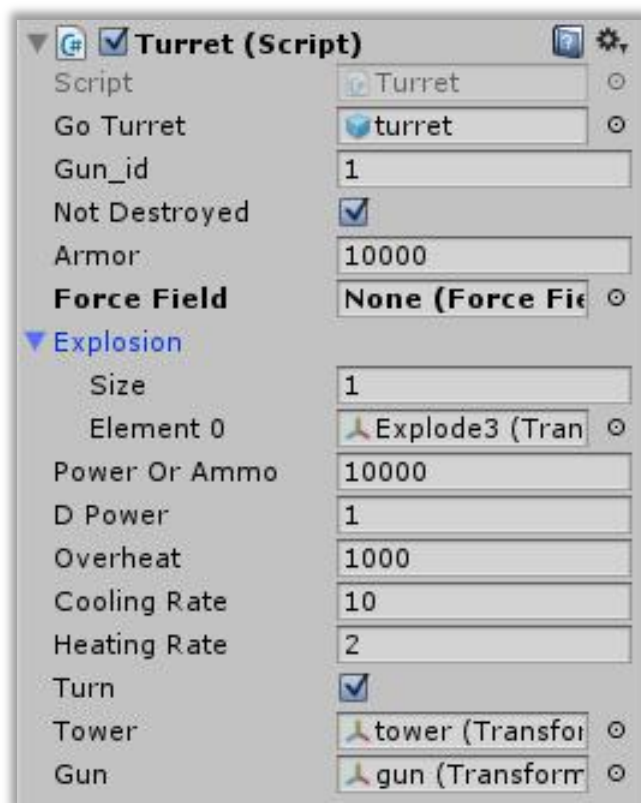 Turret (Script)
Script Turret
Go Turret turret
Gun_id 1
Not Destroyed
Armor 10000
Force Field None (Force Fie
Explosion
Size 1
Element 0 Explode3 (Tran
Power Or Ammo 10000
D Power 1
Overheat 1000
Cooling Rate 10
Heating Rate 2
Turn
Tower tower (Transfor
Gun gun (Transform